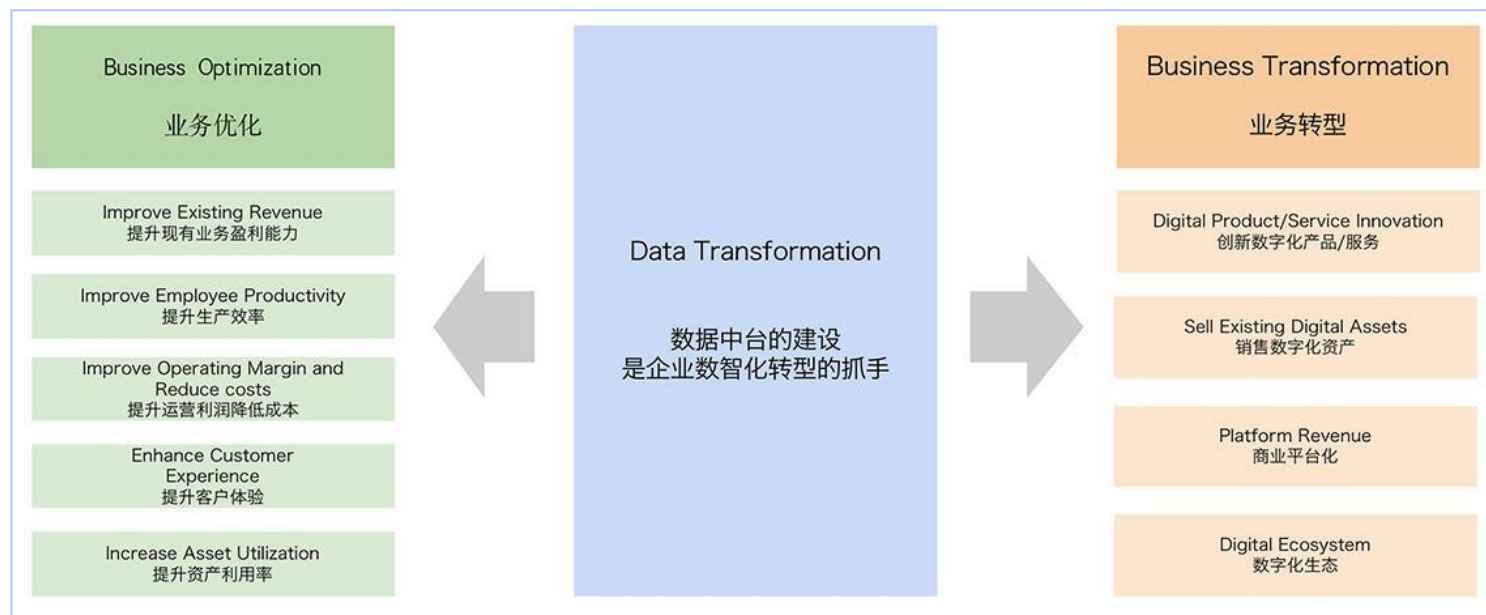 Business Optimization
业务优化
Improve Existing Revenue
提升现有业务盈利能力
Improve Employee Productivity
提升生产效率
Improve Operating Margin and
Reduce costs
提升运营利润降低成本
Enhance Customer
Experience
提升客户体验
Increase Asset Utilization
提升资产利用率
Data Transformation
数据中台的建设
是企业数智化转型的抓手
Business Transformation
业务转型
Digital Product/Service Innovation
创新数字化产品/服务
Sell Existing Digital Assets
销售数字化资产
Platform Revenue
商业平台化
Digital Ecosystem
数字化生态